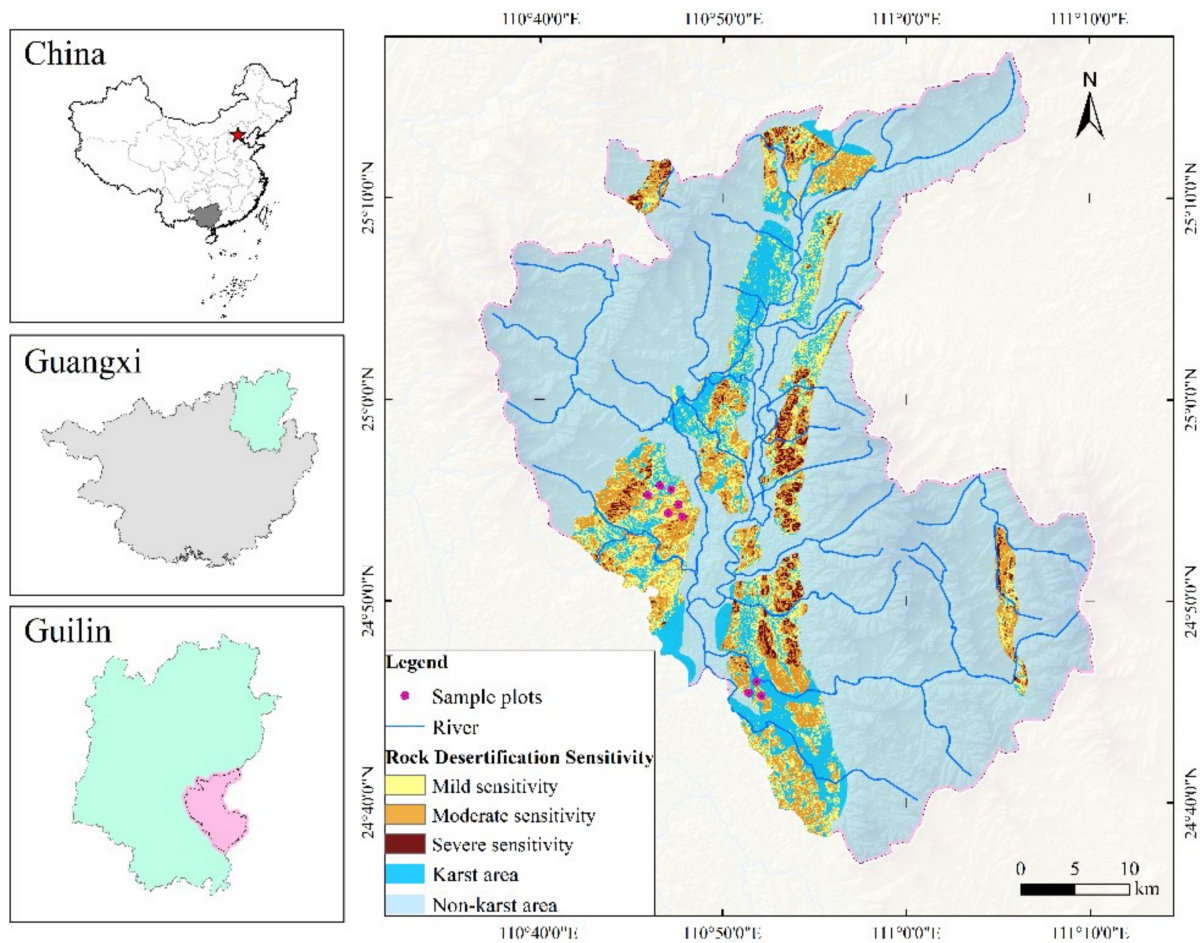 China
Guangxi
Guilin
110°40'0"E 110°50'0"E 111°0'0"E 111°10'0"E
N
25°10'0"N 25°10'0"N
25°0'0"N 25°0'0"N
24°50'0"N 24°50'0"N
24°40'0"N 24°40'0"N
Legend
Sample plots
River
Rock Desertification Sensitivity
Mild sensitivity
Moderate sensitivity
Severe sensitivity
Karst area
Non-karst area
0 5 10
km
110°40'0"E 110°50'0"E 111°0'0"E 111°10'0"E